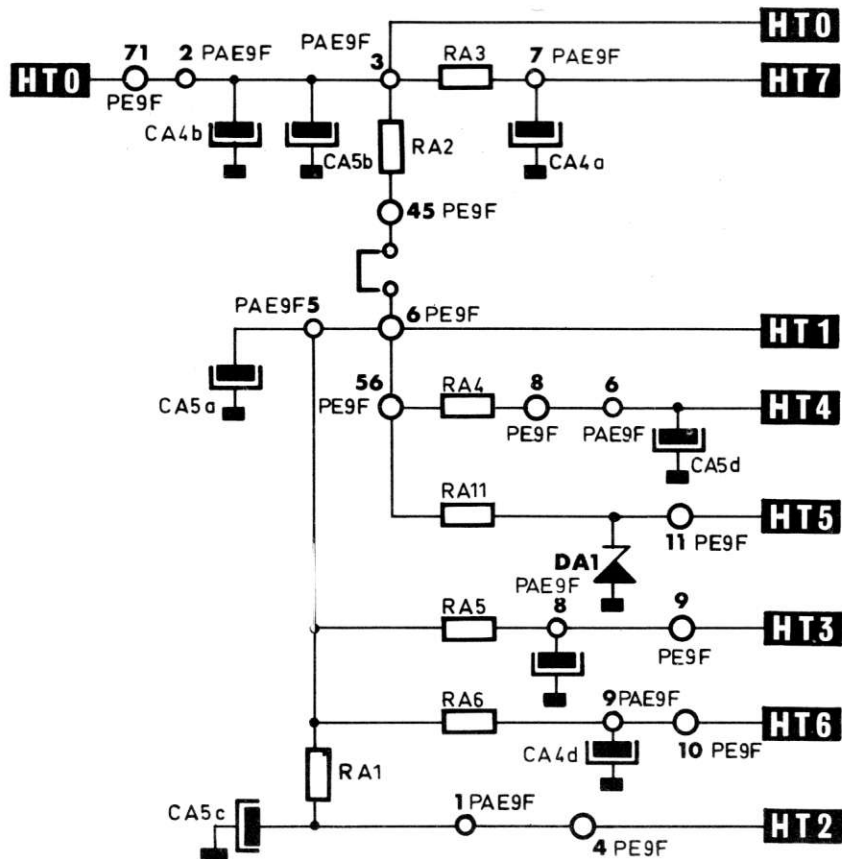 HT0
71
2 PAE9F
PAE9F
3
RA3
7 PAE9F
HT0
HT7
PE9F
CA4b
CA5b
RA2
CA4a
45 PE9F
PAE9F 5
6 PE9F
HT1
CA5a
56
PE9F
RA4
8
PE9F
6
PAE9F
CA5d
HT4
RA11
DA1
11 PE9F
HT5
RA5
PAE9F
8
9
PE9F
HT3
RA6
9 PAE9F
CA4d
10 PE9F
HT6
RA1
CA5c
1 PAE9F
4 PE9F
HT2